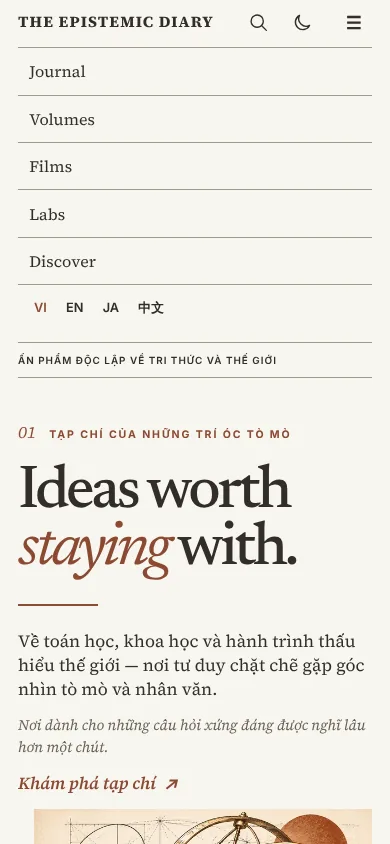 THE EPISTEMIC DIARY
Journal
Volumes
Films
Labs
Discover
VI EN JA 中文
ẤN PHẨM ĐỘC LẬP VỀ TRI THỨC VÀ THẾ GIỚI
01 TẠP CHÍ CỦA NHỮNG TRÍ ÓC TÒ MÒ
Ideas worth
staying with.
Về toán học, khoa học và hành trình thấu
hiểu thế giới — nơi tư duy chặt chẽ gặp góc
nhìn tò mò và nhân văn.
Nơi dành cho những câu hỏi xứng đáng được nghĩ lâu
hơn một chút.
Khám phá tạp chí ↗